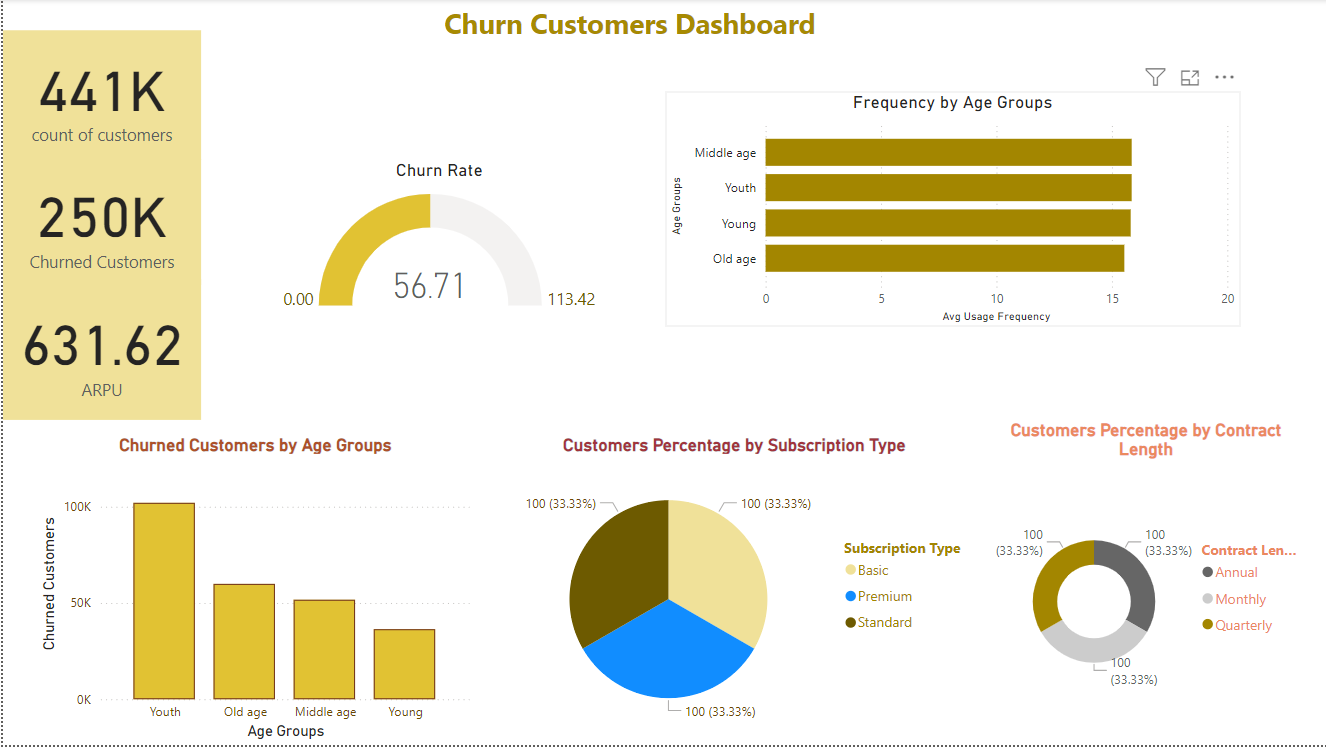 Churn Customers Dashboard
441K
count of customers
250K
Churned Customers
631.62
ARPU
Churn Rate
56.71
0.00
113.42
Frequency by Age Groups
Age Groups
Middle age
Youth
Young
Old age
0
5
10
15
20
Avg Usage Frequency
Churned Customers by Age Groups
Churned Customers
100K
50K
0K
Youth
Old age
Middle age
Young
Age Groups
Customers Percentage by Subscription Type
100 (33.33%)
100 (33.33%)
100 (33.33%)
Subscription Type
Basic
Premium
Standard
Customers Percentage by Contract
Length
100
(33.33%)
100
(33.33%)
100
(33.33%)
Contract Len...
Annual
Monthly
Quarterly